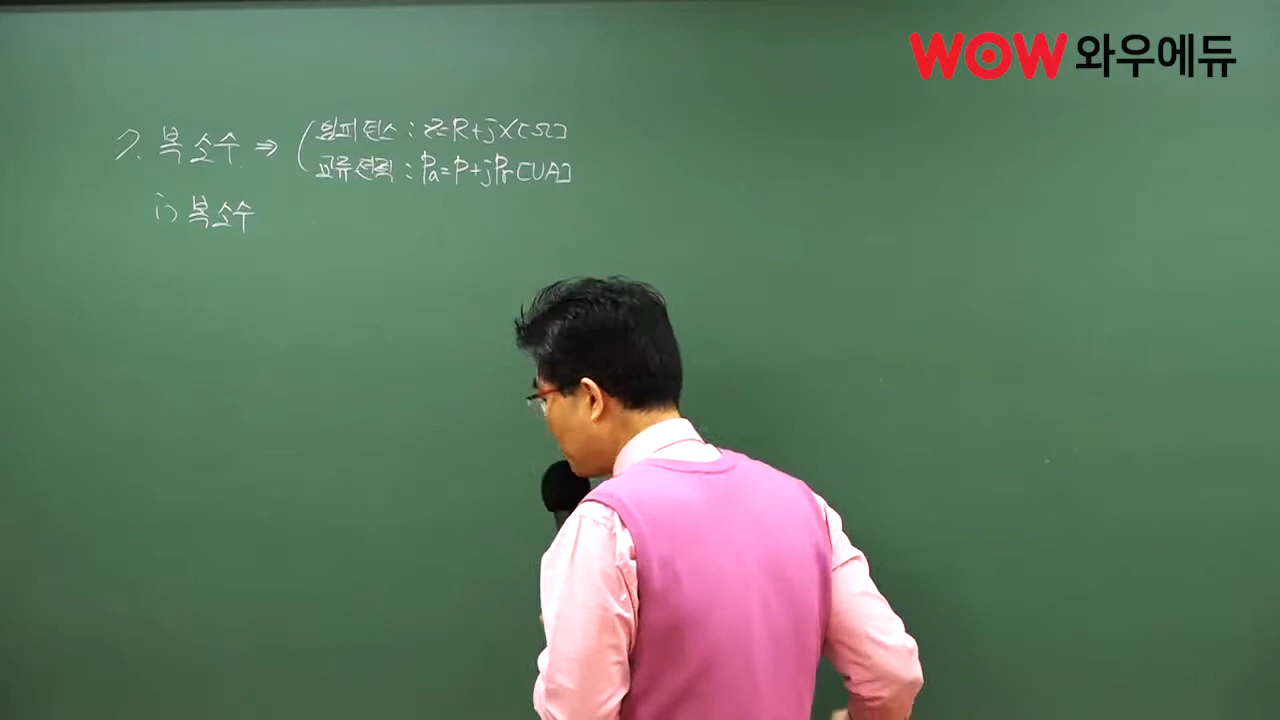 WOW 와우에듀
7. 복소수 ⇒ ( 임피던스 : Z=R+jX[Ω]
교류전력 : Pa=P+jPr[VA]
i) 복소수